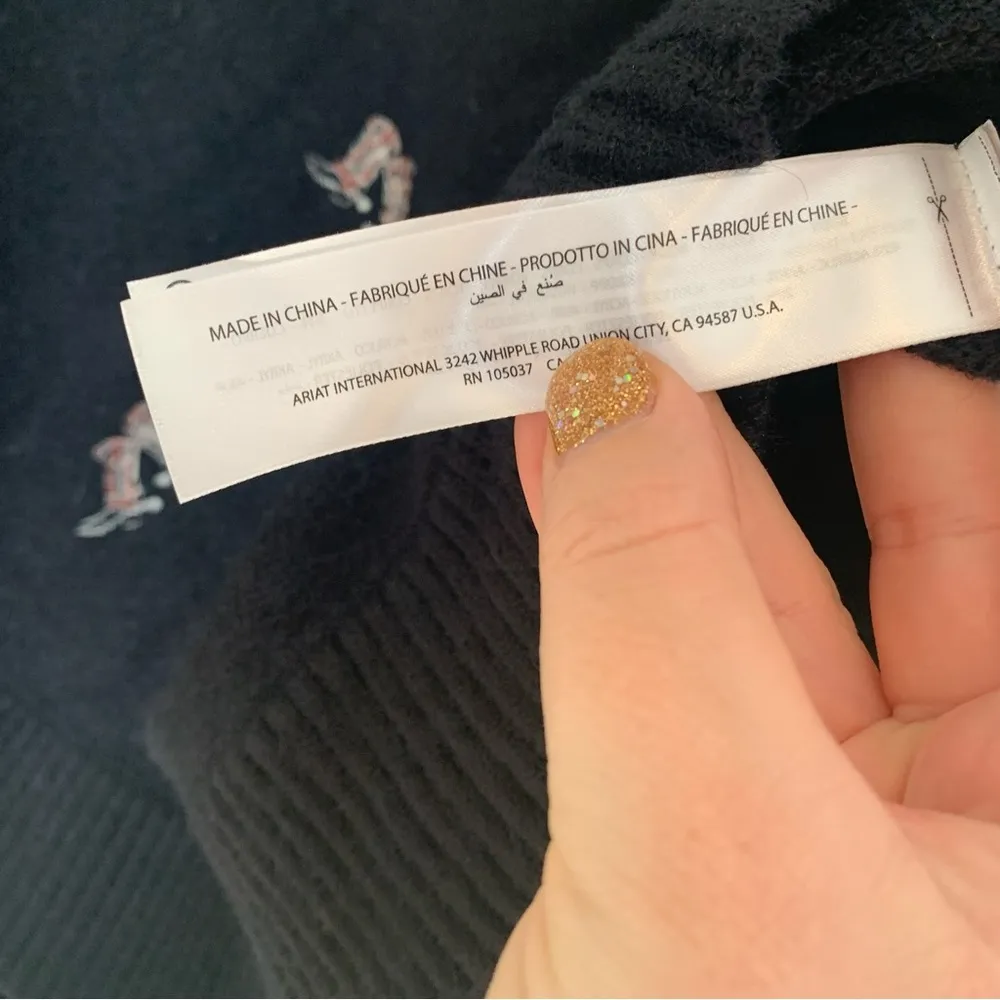 MADE IN CHINA - FABRIQUÉ EN CHINE - PRODOTTO IN CINA - FABRIQUÉ EN CHINE -
صُنع في الصين
ARIAT INTERNATIONAL 3242 WHIPPLE ROAD UNION CITY, CA 94587 U.S.A.
RN 105037 CA